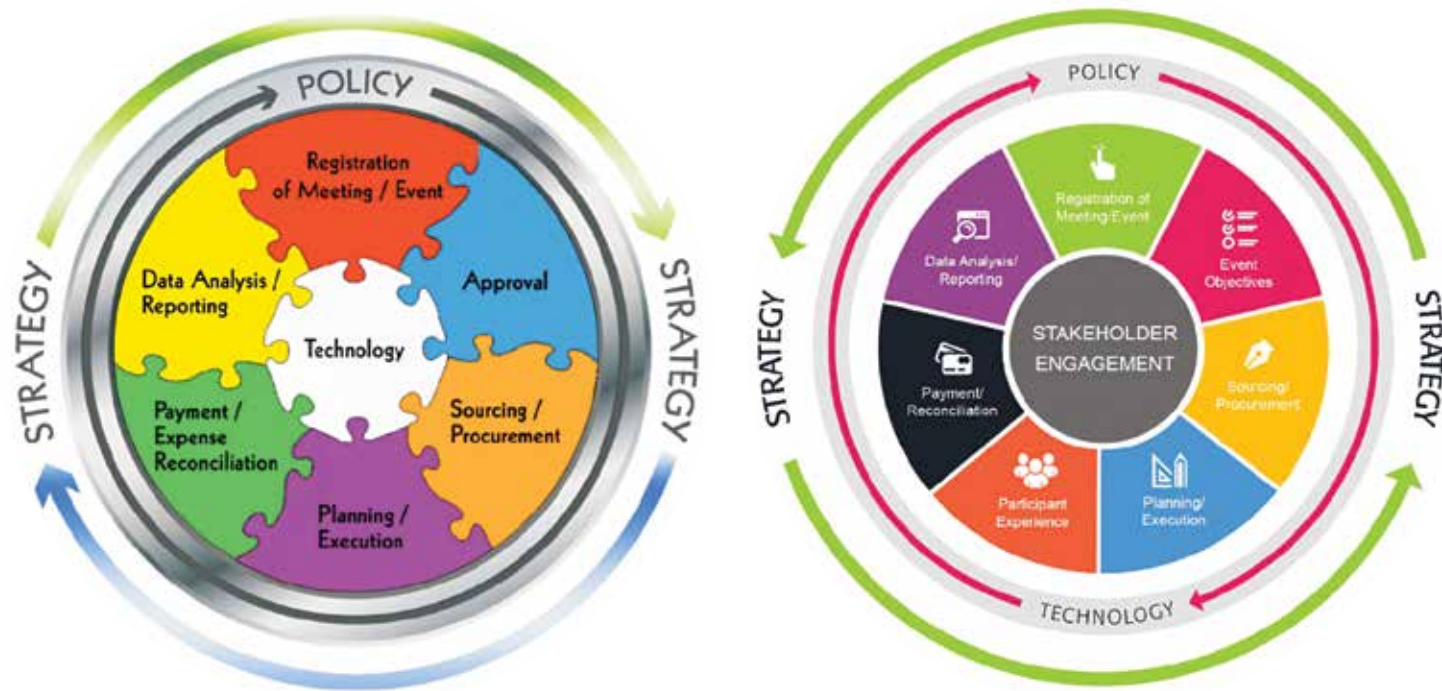 POLICY
STRATEGY
STRATEGY
Registration
of Meeting / Event
Approval
Sourcing /
Procurement
Planning /
Execution
Payment /
Expense
Reconciliation
Data Analysis /
Reporting
Technology
POLICY
STRATEGY
STRATEGY
TECHNOLOGY
Registration of
Meeting/Event
Event
Objectives
Sourcing/
Procurement
Planning/
Execution
Participant
Experience
Payment/
Reconciliation
Data Analysis/
Reporting
STAKEHOLDER
ENGAGEMENT